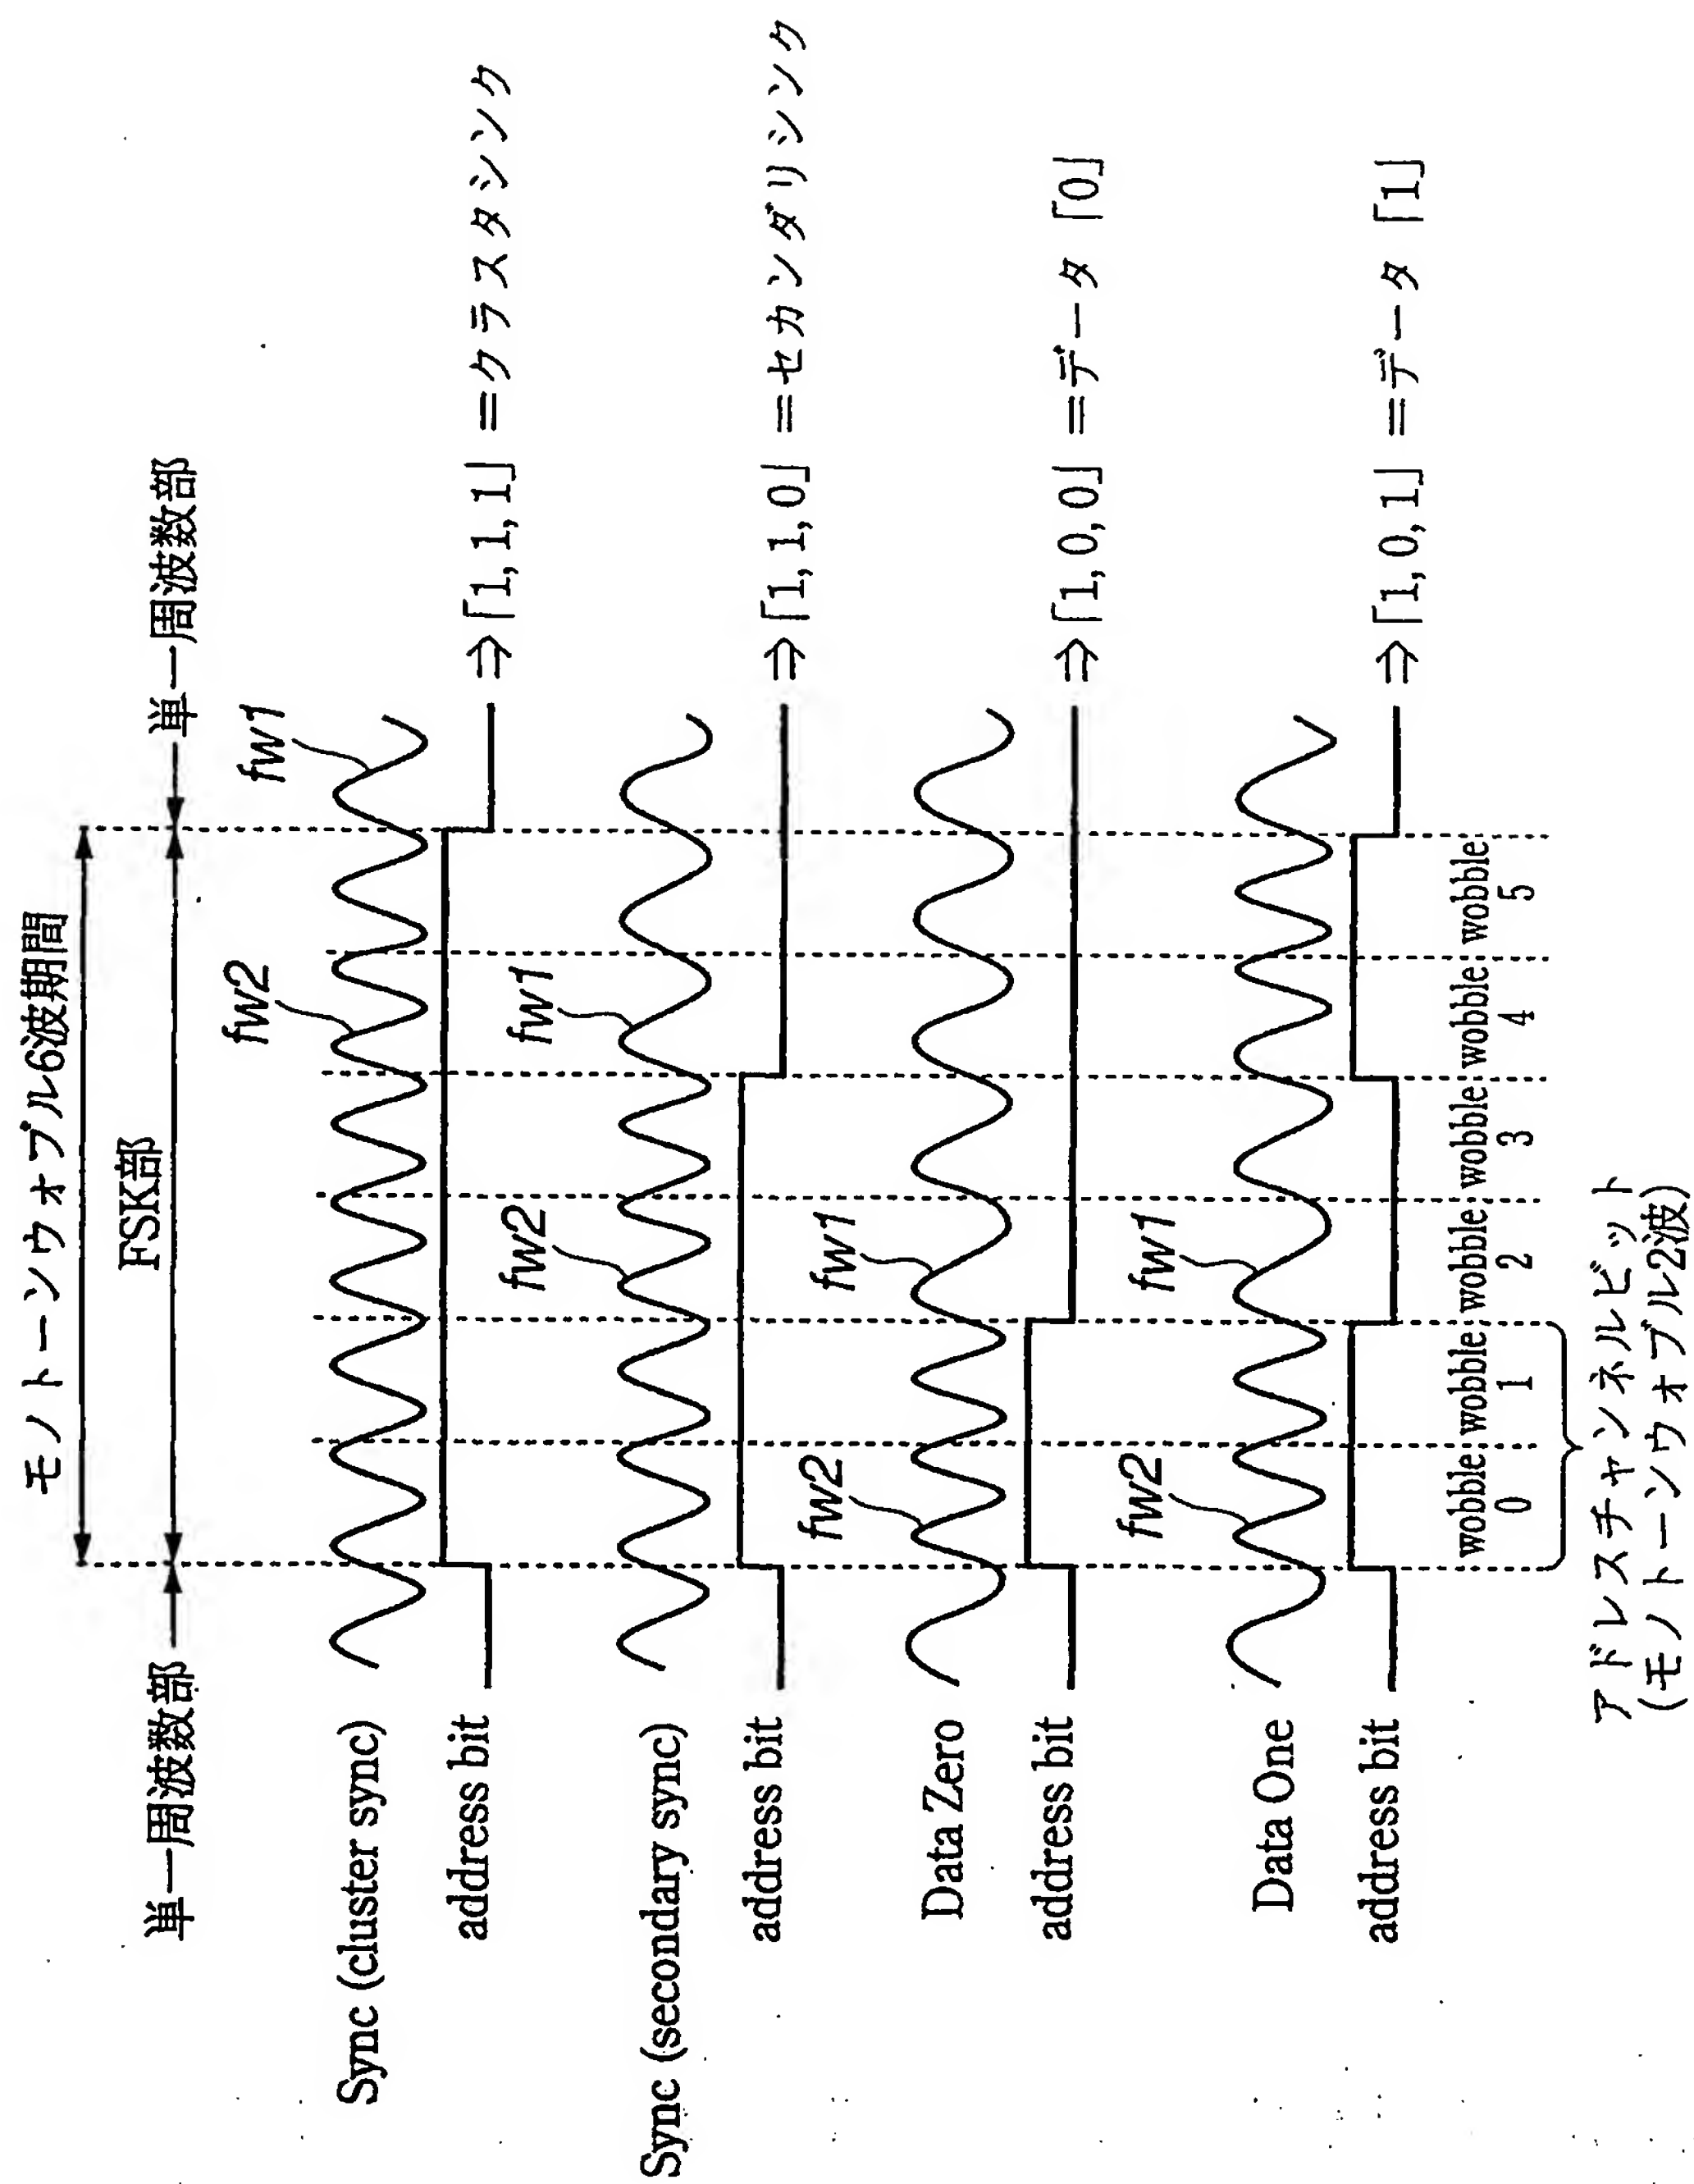 モノトーンウォブル6波期間
単一周波数部
FSK部
単一周波数部
Sync (cluster sync)
fw2
fw1
address bit
⇒「1, 1, 1」=クラスタシンク
Sync (secondary sync)
fw2
fw1
address bit
⇒「1, 1, 0」=セカンダリシンク
Data Zero
fw2
fw1
address bit
⇒「1, 0, 0」=データ「0」
Data One
fw2
fw1
address bit
⇒「1, 0, 1」=データ「1」
wobble wobble wobble wobble wobble wobble
0 1 2 3 4 5
アドレスチャンネルビット
(モノトーンウォブル2波)